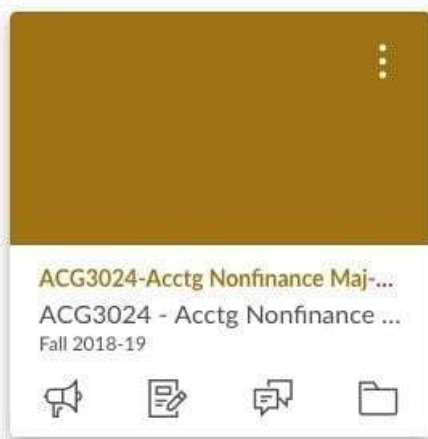 ACG3024-Acctg Nonfinance Maj-...
ACG3024 - Acctg Nonfinance ...
Fall 2018-19